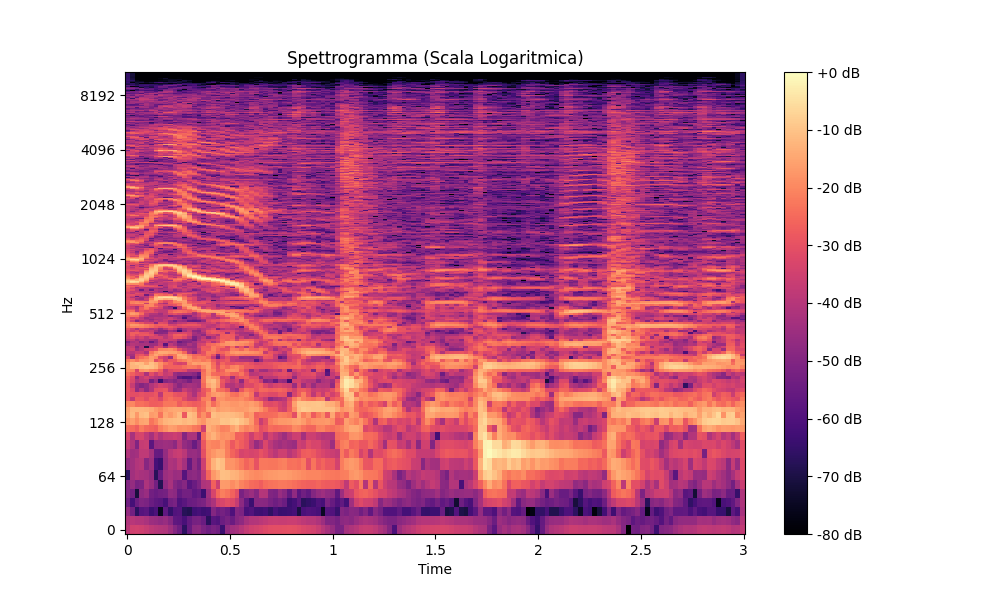 Spettrogramma (Scala Logaritmica)
Hz
8192
4096
2048
1024
512
256
128
64
0
0 0.5 1 1.5 2 2.5 3
Time
+0 dB
-10 dB
-20 dB
-30 dB
-40 dB
-50 dB
-60 dB
-70 dB
-80 dB